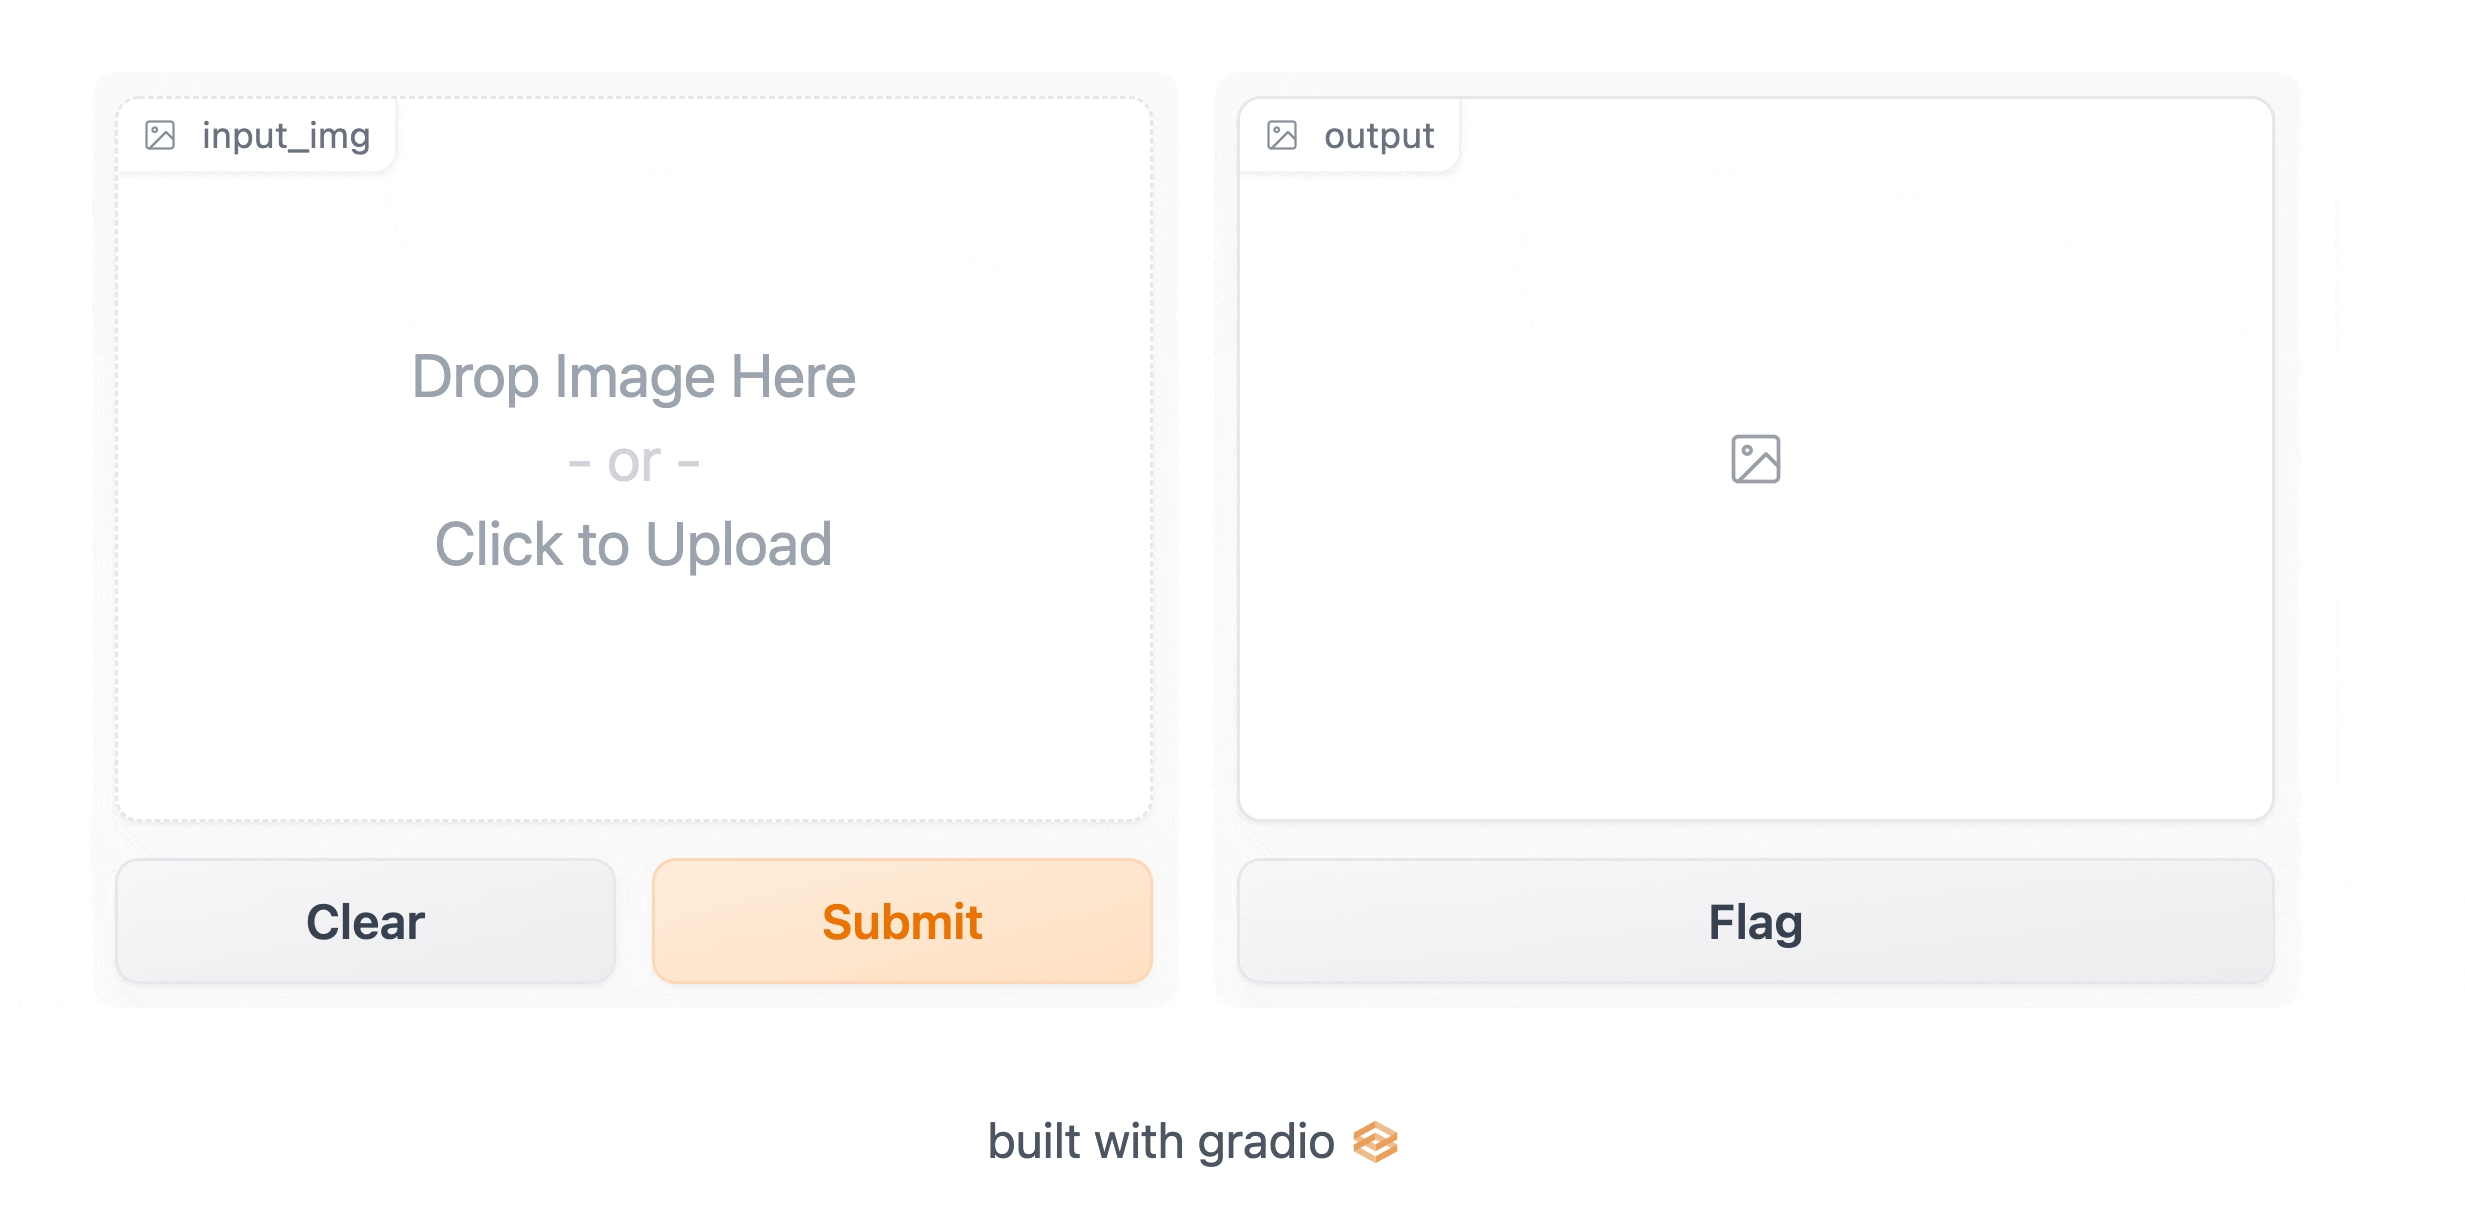 input_img
Drop Image Here
- or -
Click to Upload
Clear
Submit
output
Flag
built with gradio